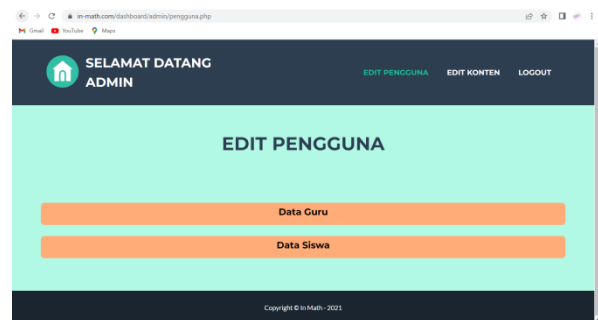 in-math.com/dashboard/admin/pengguna.php
Gmail YouTube Maps
SELAMAT DATANG
ADMIN
EDIT PENGGUNA EDIT KONTEN LOGOUT
EDIT PENGGUNA
Data Guru
Data Siswa
Copyright © In Math - 2021